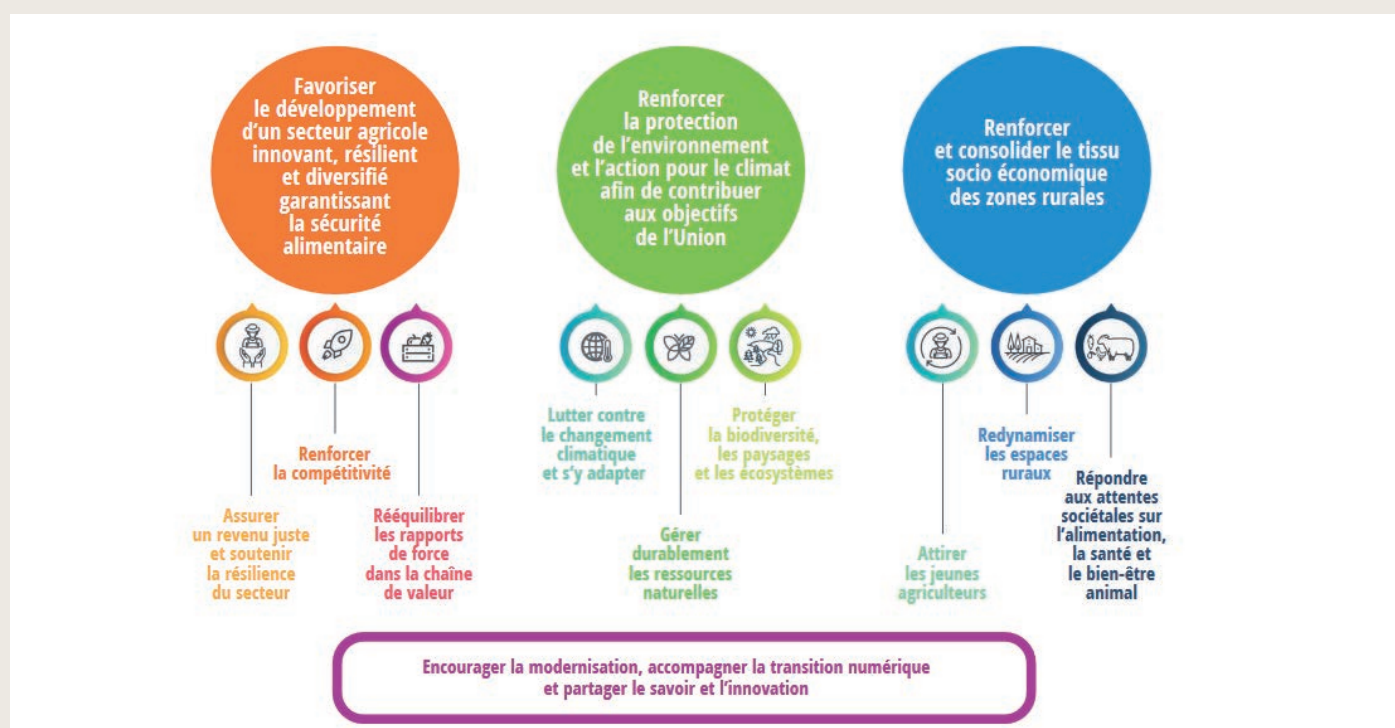 Favoriser
le développement
d'un secteur agricole
innovant, résilient
et diversifié
garantissant
la sécurité
alimentaire
Renforcer
la protection
de l'environnement
et l'action pour le climat
afin de contribuer
aux objectifs
de l'Union
Renforcer
et consolider le tissu
socio économique
des zones rurales
Assurer
un revenu juste
et soutenir
la résilience
du secteur
Renforcer
la compétitivité
Rééquilibrer
les rapports
de force
dans la chaîne
de valeur
Lutter contre
le changement
climatique
et s'y adapter
Gérer
durablement
les ressources
naturelles
Protéger
la biodiversité,
les paysages
et les écosystèmes
Attirer
les jeunes
agriculteurs
Redynamiser
les espaces
ruraux
Répondre
aux attentes
sociétales sur
l'alimentation,
la santé et
le bien-être
animal
Encourager la modernisation, accompagner la transition numérique
et partager le savoir et l'innovation